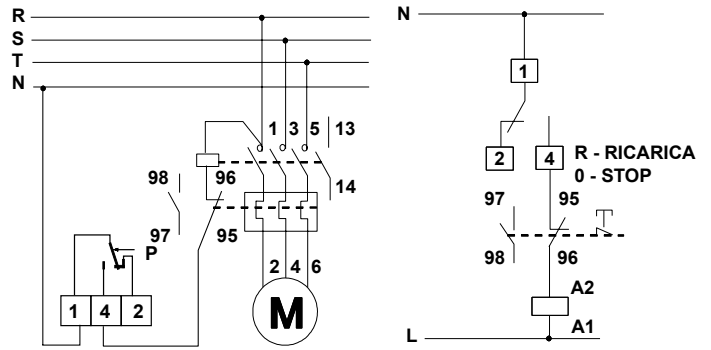 R
S
T
N
1 3 5 13
14
98 96
97 95
P
1 4 2
2 4 6
M
N
1
2 4
R - RICARICA
0 - STOP
97 95
98 96
A2
A1
L